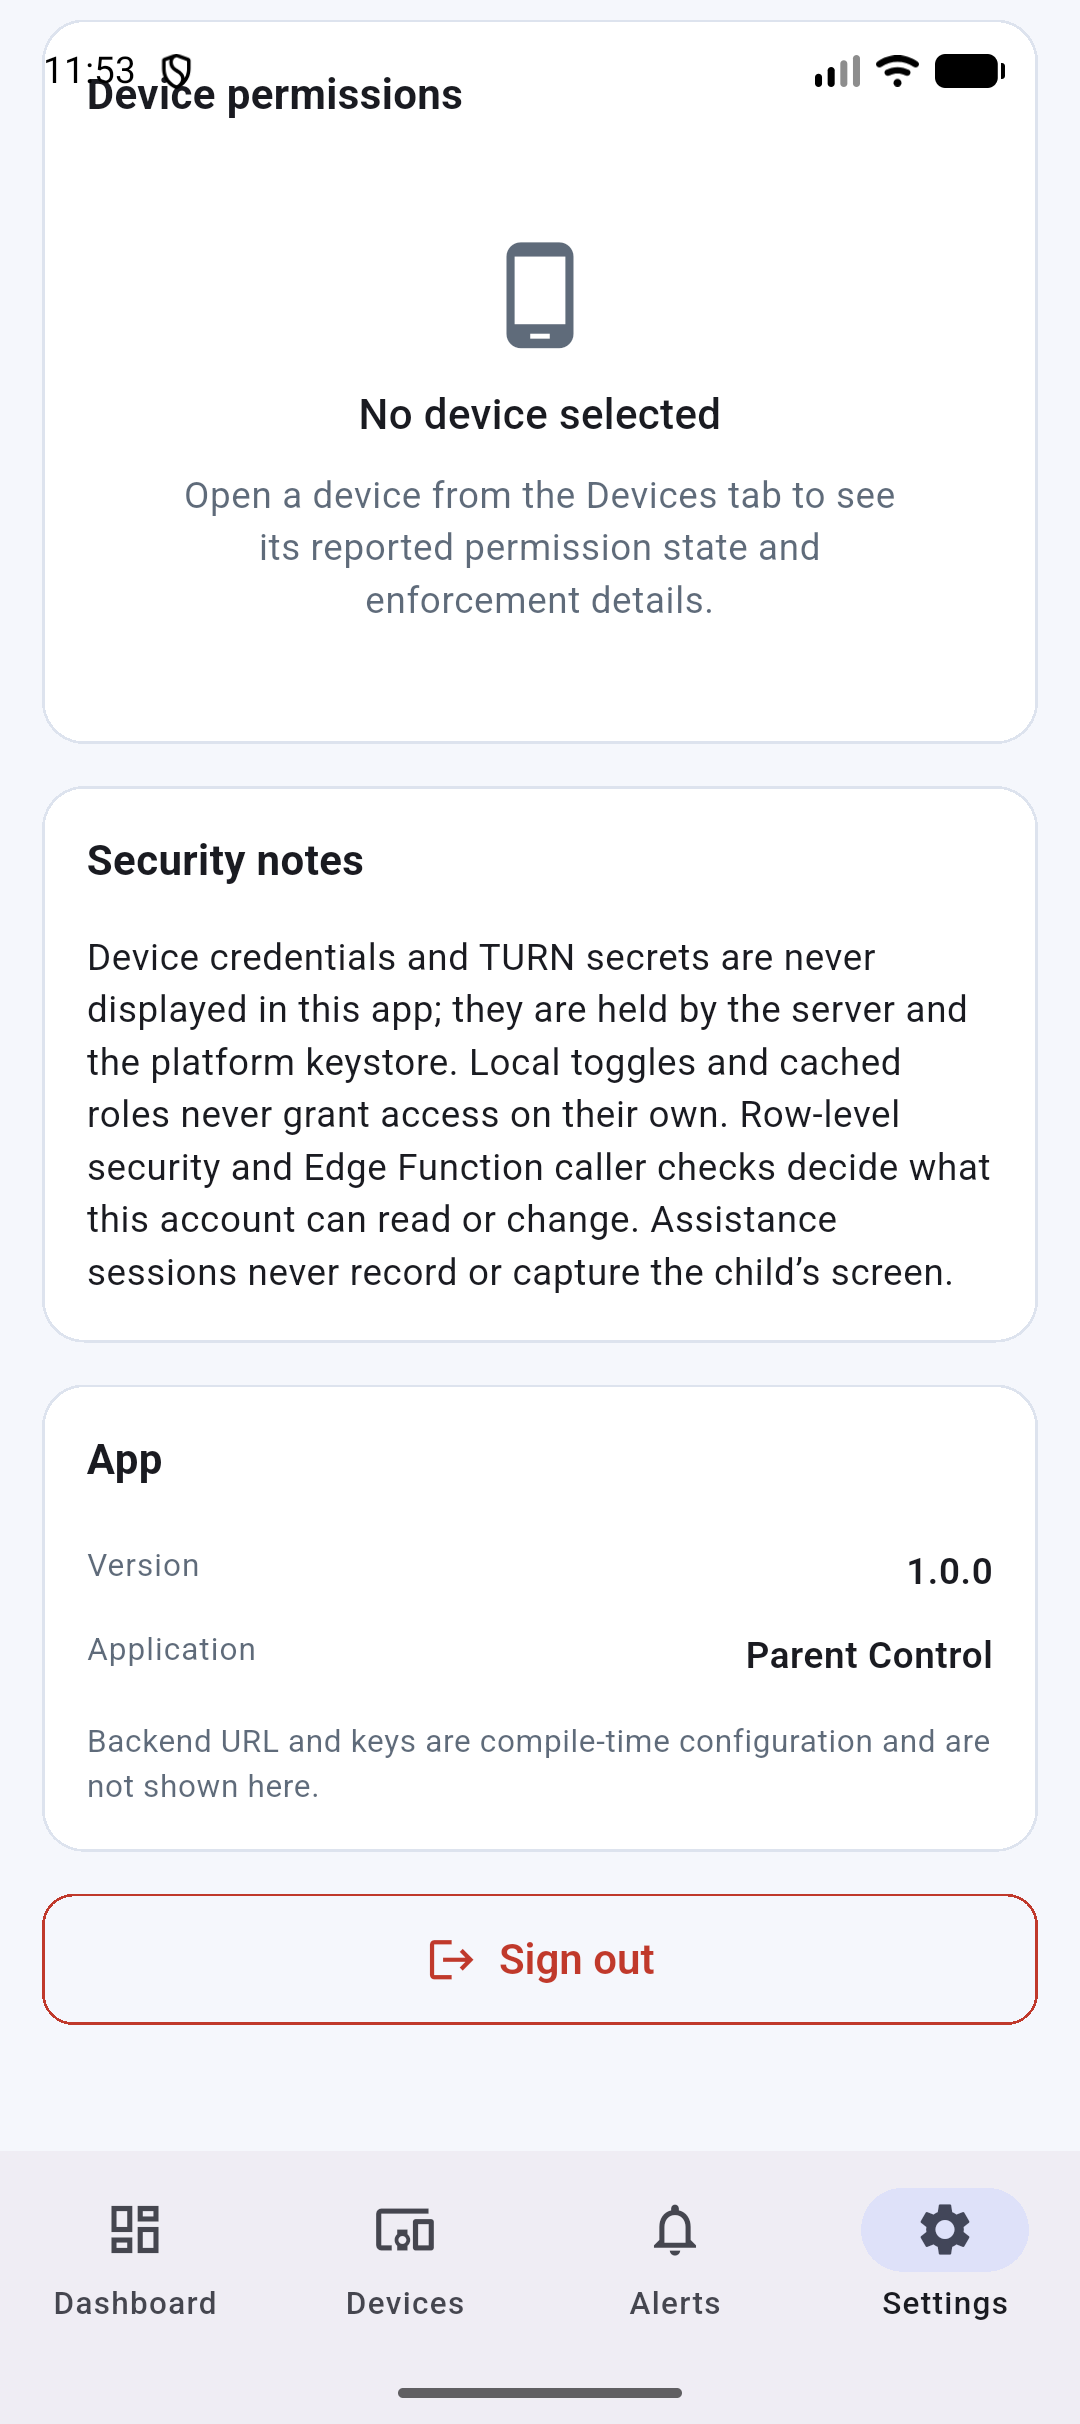 11:53
Device permissions
No device selected
Open a device from the Devices tab to see
its reported permission state and
enforcement details.
Security notes
Device credentials and TURN secrets are never
displayed in this app; they are held by the server and
the platform keystore. Local toggles and cached
roles never grant access on their own. Row-level
security and Edge Function caller checks decide what
this account can read or change. Assistance
sessions never record or capture the child’s screen.
App
Version
1.0.0
Application
Parent Control
Backend URL and keys are compile-time configuration and are
not shown here.
Sign out
Dashboard
Devices
Alerts
Settings